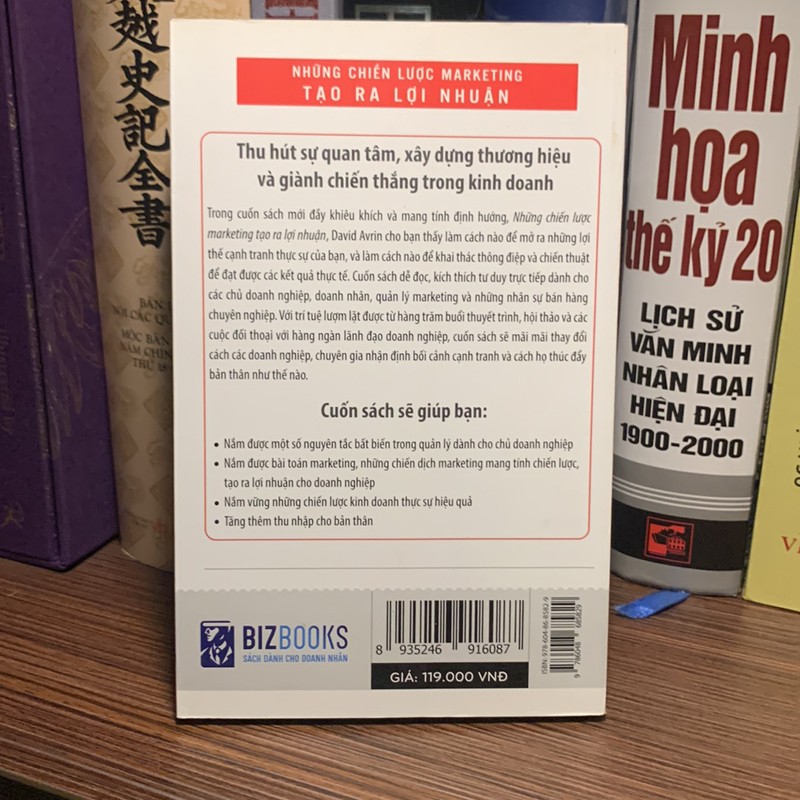 NHỮNG CHIẾN LƯỢC MARKETING
TẠO RA LỢI NHUẬN
Thu hút sự quan tâm, xây dựng thương hiệu
và giành chiến thắng trong kinh doanh
Trong cuốn sách mới đầy khiêu khích và mang tính định hướng, Những chiến lược
marketing tạo ra lợi nhuận, David Avrin cho bạn thấy làm cách nào để mở ra những lợi
thế cạnh tranh thực sự của bạn, và làm cách nào để khai thác thông điệp và chiến thuật
để đạt được các kết quả thực tế. Cuốn sách dễ đọc, kích thích tư duy trực tiếp dành cho
các chủ doanh nghiệp, doanh nhân, quản lý marketing và những nhân sự bán hàng
chuyên nghiệp. Với trí tuệ lượm lặt được từ hàng trăm buổi thuyết trình, hội thảo và các
cuộc đối thoại với hàng ngàn lãnh đạo doanh nghiệp, cuốn sách sẽ mãi mãi thay đổi
cách các doanh nghiệp, chuyên gia nhận định bối cảnh cạnh tranh và cách họ thúc đẩy
bản thân như thế nào.
Cuốn sách sẽ giúp bạn:
• Nắm được một số nguyên tắc bất biến trong quản lý dành cho chủ doanh nghiệp
• Nắm được bài toán marketing, những chiến dịch marketing mang tính chiến lược,
tạo ra lợi nhuận cho doanh nghiệp
• Nắm vững những chiến lược kinh doanh thực sự hiệu quả
• Tăng thêm thu nhập cho bản thân
BIZBOOKS
SÁCH DÀNH CHO DOANH NHÂN
8 935246 916087
GIÁ: 119.000 VNĐ
ISBN: 978-604-86-8582-9
9 786048 685829
越史記全書
Minh
họa
thế kỷ 20
LỊCH SỬ
VĂN MINH
NHÂN LOẠI
HIỆN ĐẠI
1900-2000